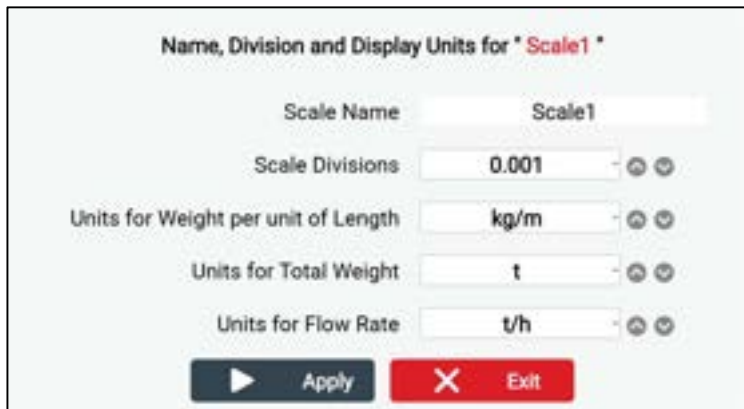 Name, Division and Display Units for " Scale1 "
Scale Name Scale1
Scale Divisions 0.001
Units for Weight per unit of Length kg/m
Units for Total Weight t
Units for Flow Rate t/h
Apply Exit